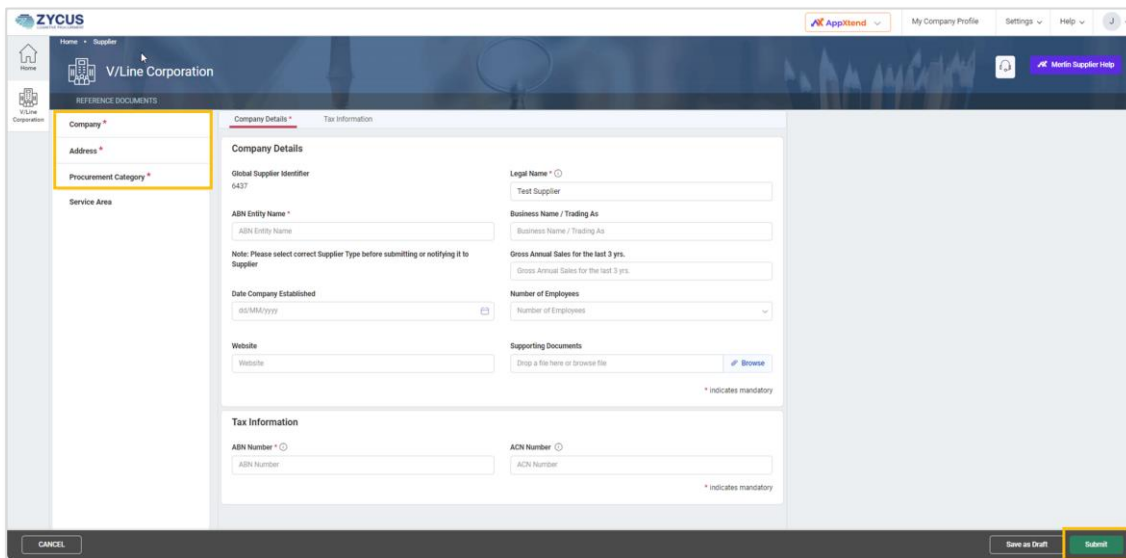 ZYCUS
AppXtend
My Company Profile
Settings
Help
J
Home • Supplier
Home
V/Line Corporation
Merlin Supplier Help
V/Line
Corporation
REFERENCE DOCUMENTS
Company *
Address *
Procurement Category *
Service Area
Company Details *
Tax Information
Company Details
Global Supplier Identifier
6437
Legal Name *
Test Supplier
ABN Entity Name *
ABN Entity Name
Business Name / Trading As
Business Name / Trading As
Note: Please select correct Supplier Type before submitting or notifying it to
Supplier
Gross Annual Sales for the last 3 yrs.
Gross Annual Sales for the last 3 yrs.
Date Company Established
dd/MM/yyyy
Number of Employees
Number of Employees
Website
Website
Supporting Documents
Drop a file here or browse file
Browse
* indicates mandatory
Tax Information
ABN Number *
ABN Number
ACN Number
ACN Number
* indicates mandatory
CANCEL
Save as Draft
Submit